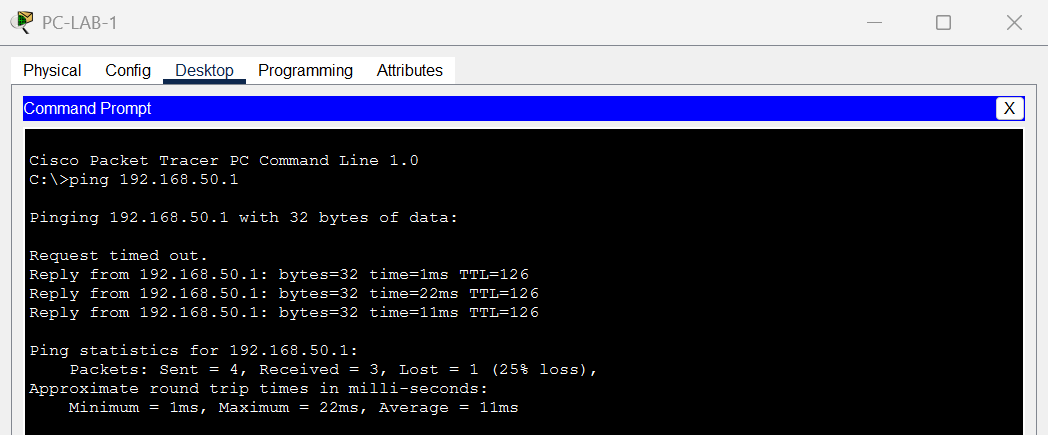 PC-LAB-1
Physical Config Desktop Programming Attributes
Command Prompt X
Cisco Packet Tracer PC Command Line 1.0
C:\>ping 192.168.50.1
Pinging 192.168.50.1 with 32 bytes of data:
Request timed out.
Reply from 192.168.50.1: bytes=32 time=1ms TTL=126
Reply from 192.168.50.1: bytes=32 time=22ms TTL=126
Reply from 192.168.50.1: bytes=32 time=11ms TTL=126
Ping statistics for 192.168.50.1:
Packets: Sent = 4, Received = 3, Lost = 1 (25% loss),
Approximate round trip times in milli-seconds:
Minimum = 1ms, Maximum = 22ms, Average = 11ms